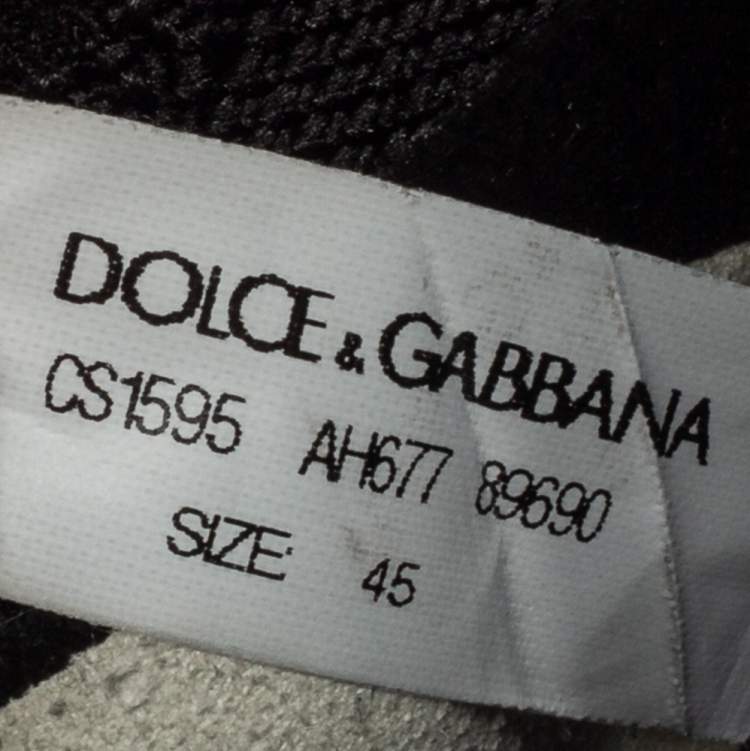 DOLCE & GABBANA
CS1595 AH677 89690
SIZE: 45